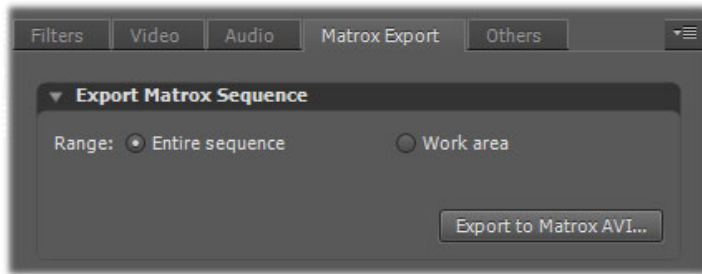 Filters Video Audio Matrox Export Others
Export Matrox Sequence
Range: Entire sequence Work area
Export to Matrox AVI...